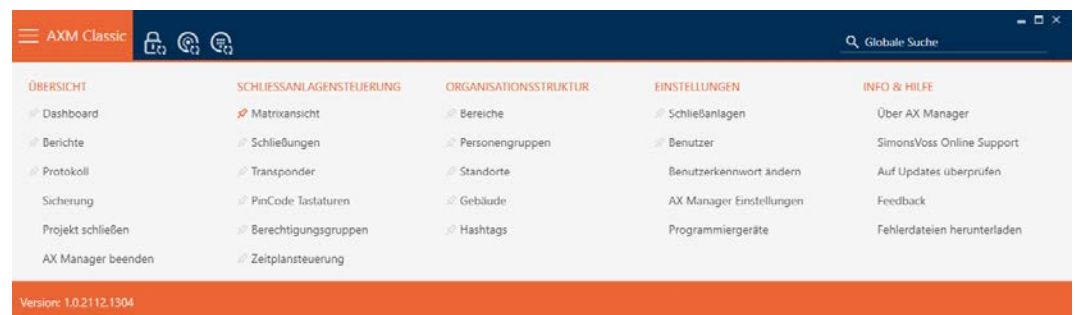 AXM Classic
Globale Suche
ÜBERSICHT
Dashboard
Berichte
Protokoll
Sicherung
Projekt schließen
AX Manager beenden
SCHLIESSANLAGENSTEUERUNG
Matrixansicht
Schließungen
Transponder
PinCode Tastaturen
Berechtigungsgruppen
Zeitplansteuerung
ORGANISATIONSSTRUKTUR
Bereiche
Personengruppen
Standorte
Gebäude
Hashtags
EINSTELLUNGEN
Schließanlagen
Benutzer
Benutzerkennwort ändern
AX Manager Einstellungen
Programmiergeräte
INFO & HILFE
Über AX Manager
SimonsVoss Online Support
Auf Updates überprüfen
Feedback
Fehlerdateien herunterladen
Version: 1.0.2112.1304